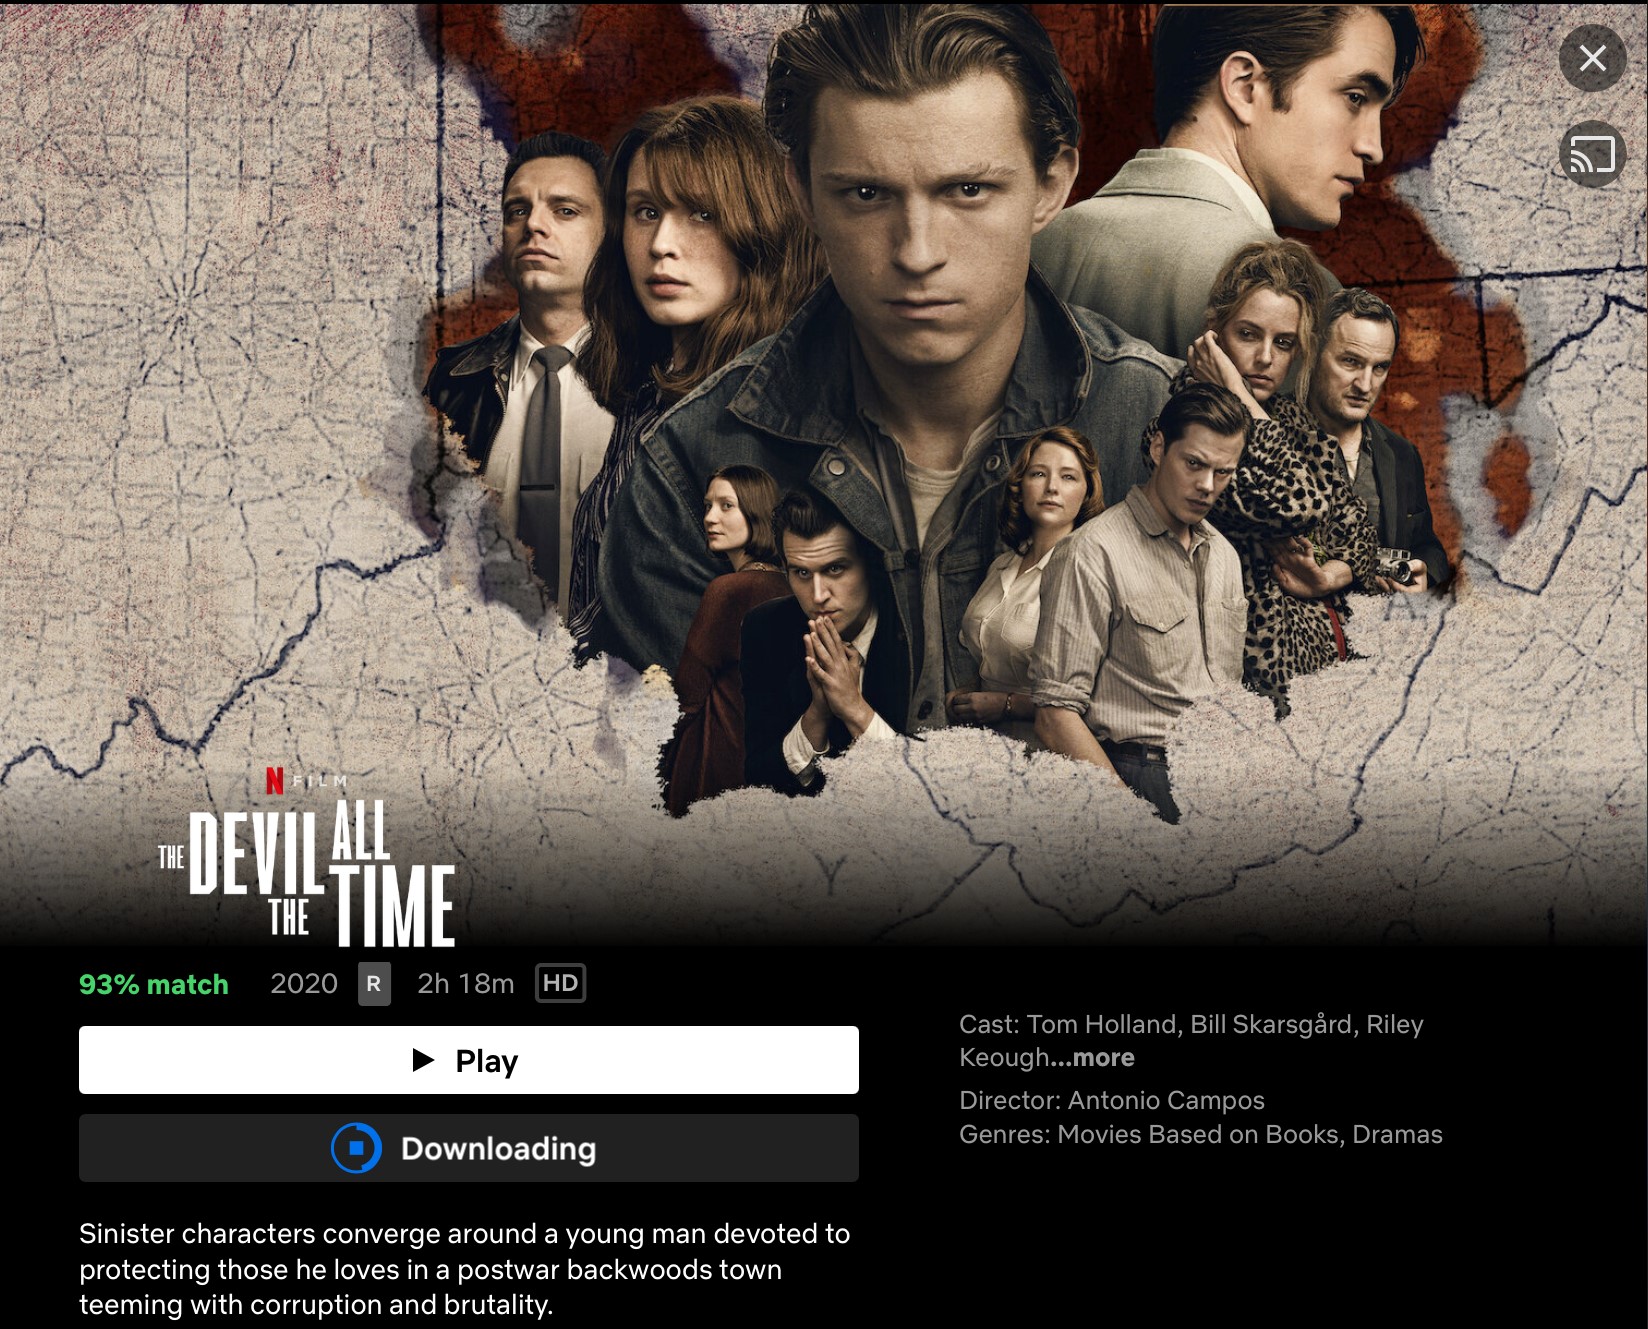 N FILM
THE DEVIL ALL
THE TIME
93% match 2020 R 2h 18m HD
Play
Downloading
Sinister characters converge around a young man devoted to
protecting those he loves in a postwar backwoods town
teeming with corruption and brutality.
Cast: Tom Holland, Bill Skarsgård, Riley
Keough...more
Director: Antonio Campos
Genres: Movies Based on Books, Dramas